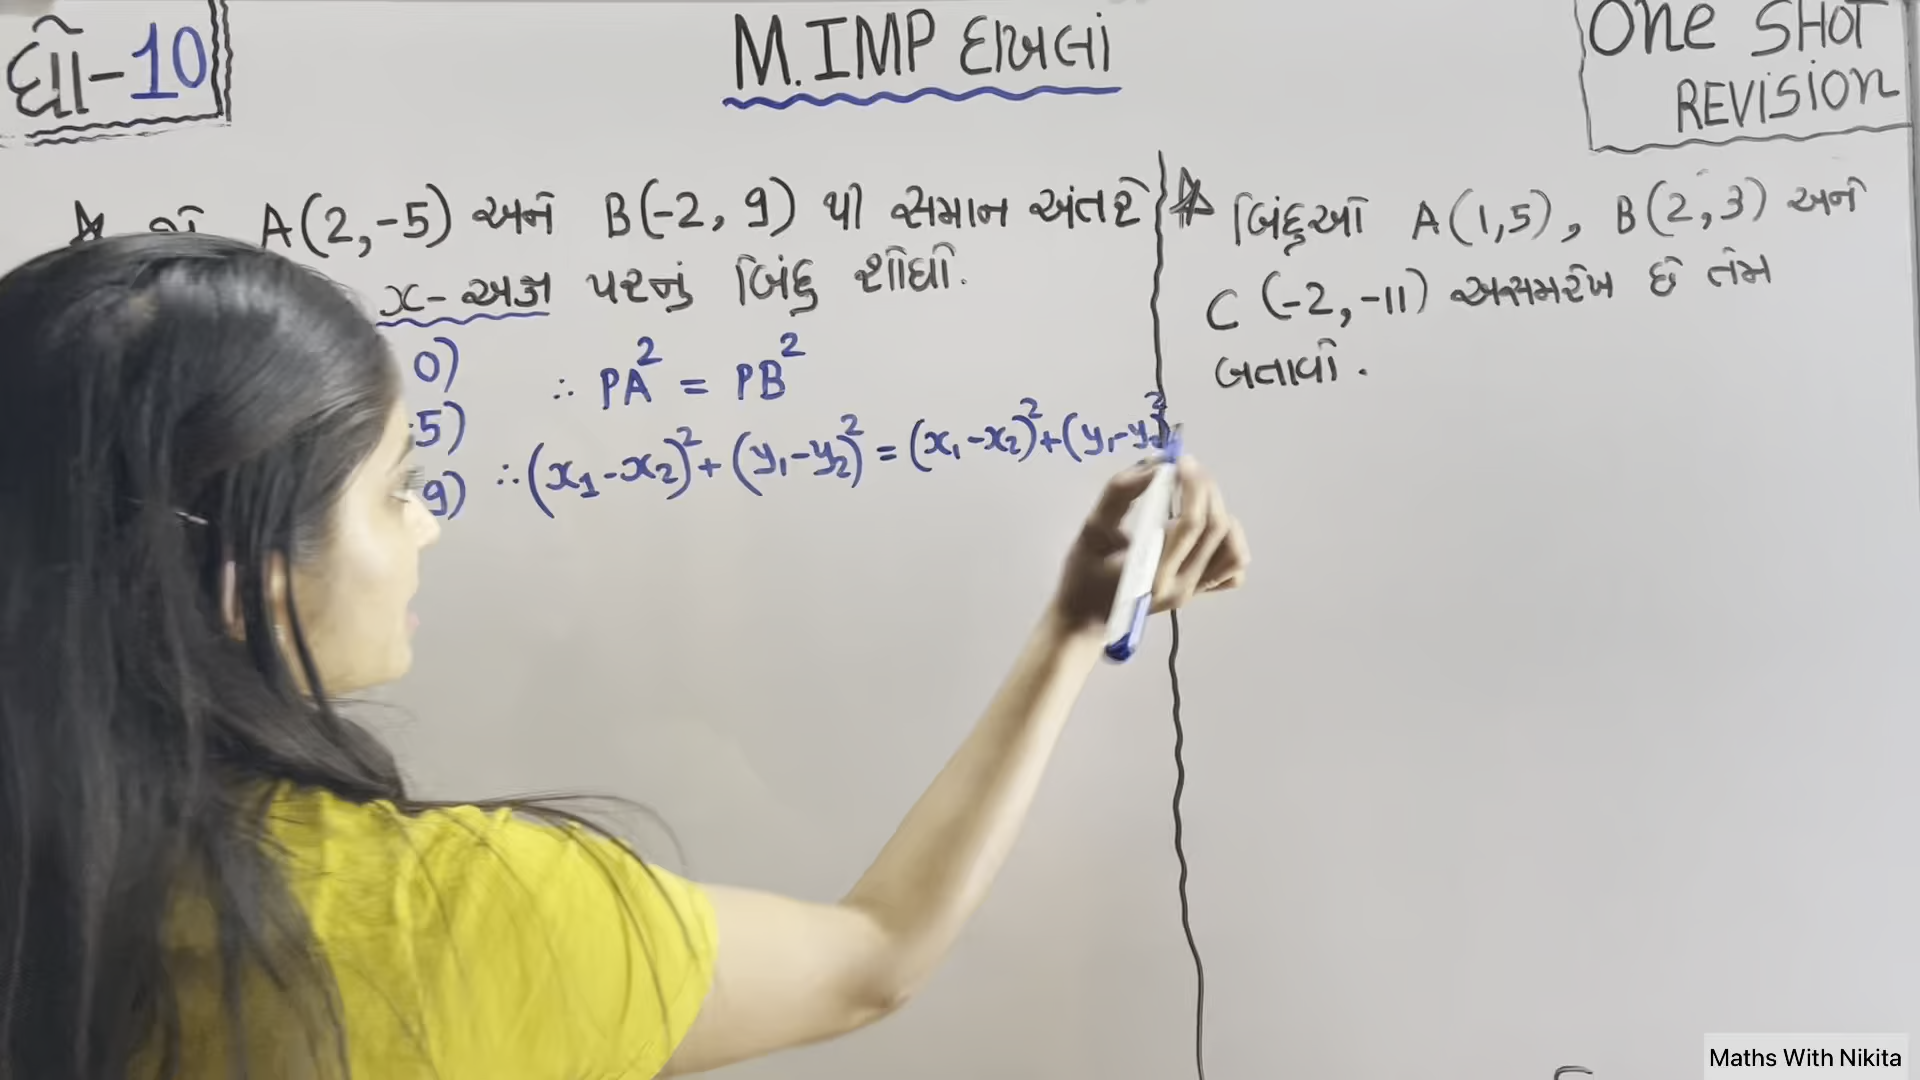 ધો-10
M.IMP દાખલાં
One SHOT
REVISION
A(2,-5) અને B(-2, 9) થી સમાન અંતરે
x-અક્ષ પરનું બિંદુ શોધો.
0)
∴ PA² = PB²
5)
9)
∴ (x₁-x₂)²+(y₁-y₂)² = (x₁-x₂)²+(y₁-y₂)²
બિંદુઓ A(1,5), B(2,3) અને
C(-2,-11) અસમરેખ છે તેમ
બતાવો.
Maths With Nikita